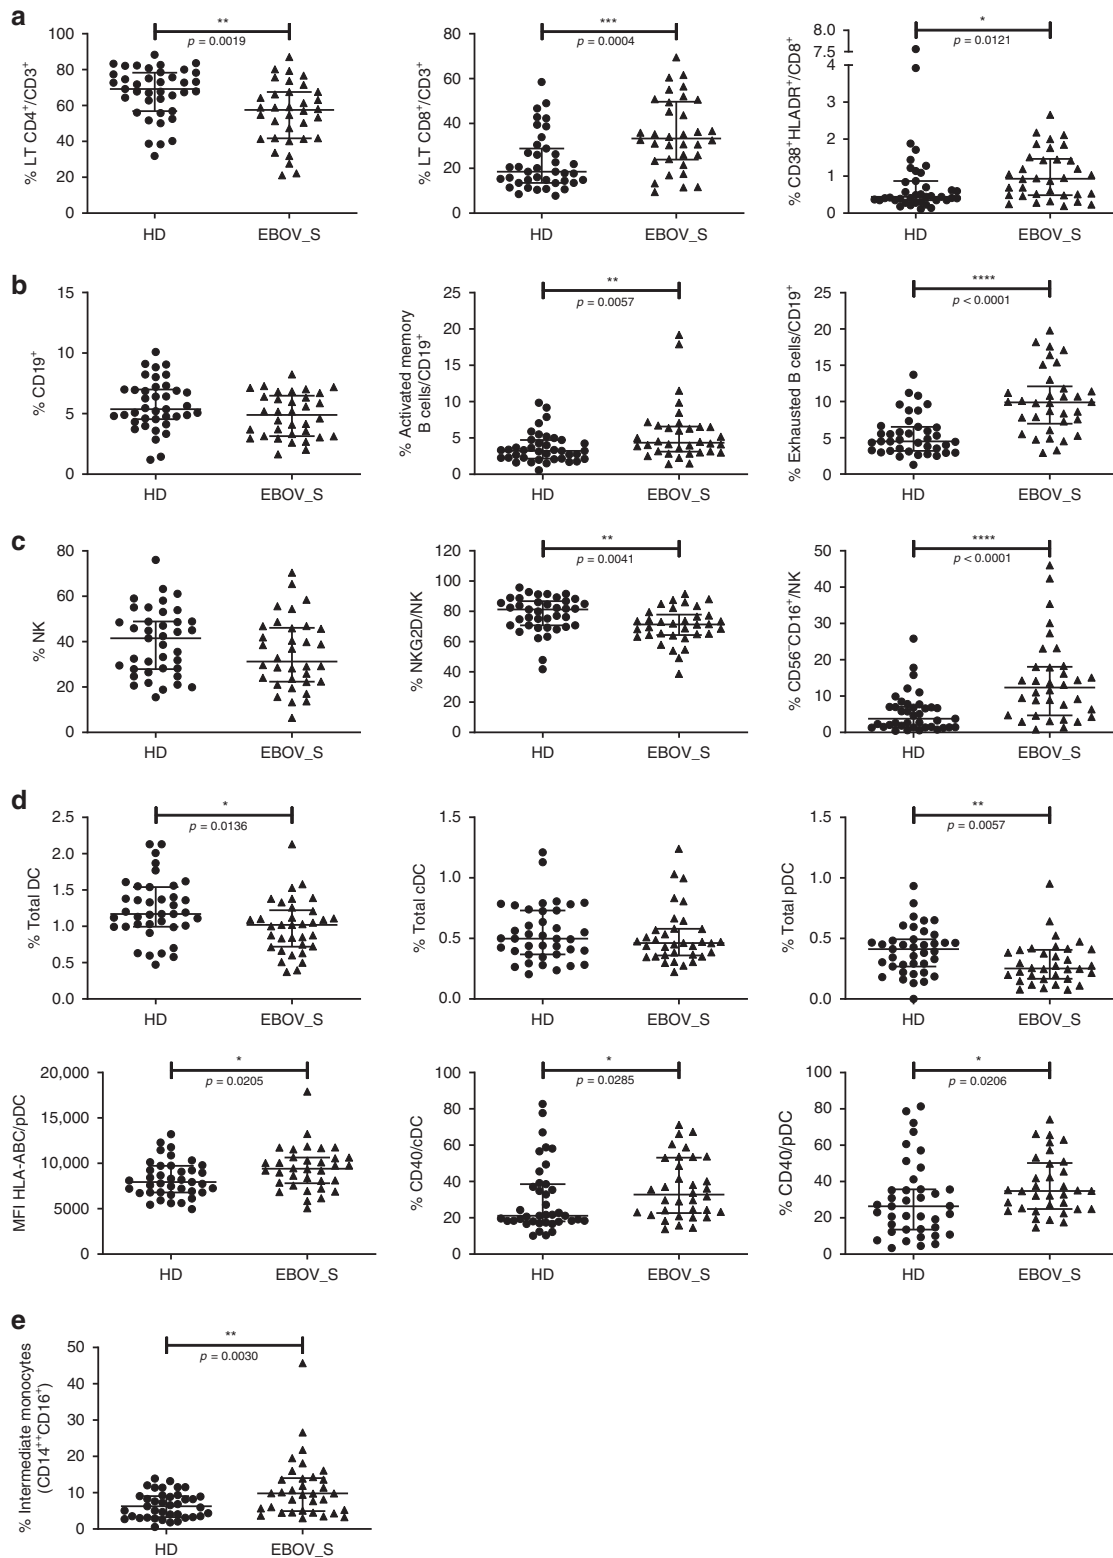 a
% LT CD4+/CD3+
100
80
60
40
20
0
**
p = 0.0019
HD
EBOV_S
% LT CD8+/CD3+
80
60
40
20
0
***
p = 0.0004
HD
EBOV_S
% CD38+HLADR+/CD8+
8.0
7.5
4
3
2
1
0
*
p = 0.0121
HD
EBOV_S
b
% CD19+
15
10
5
0
HD
EBOV_S
% Activated memory
B cells/CD19+
25
20
15
10
5
0
**
p = 0.0057
HD
EBOV_S
% Exhausted B cells/CD19+
25
20
15
10
5
0
****
p < 0.0001
HD
EBOV_S
c
% NK
80
60
40
20
0
HD
EBOV_S
% NKG2D/NK
120
100
80
60
40
20
0
**
p = 0.0041
HD
EBOV_S
% CD56−CD16+/NK
50
40
30
20
10
0
****
p < 0.0001
HD
EBOV_S
d
% Total DC
2.5
2.0
1.5
1.0
0.5
0.0
*
p = 0.0136
HD
EBOV_S
% Total cDC
1.5
1.0
0.5
0.0
HD
EBOV_S
% Total pDC
1.5
1.0
0.5
0.0
**
p = 0.0057
HD
EBOV_S
MFI HLA-ABC/pDC
20,000
15,000
10,000
5000
0
*
p = 0.0205
HD
EBOV_S
% CD40/cDC
100
80
60
40
20
0
*
p = 0.0285
HD
EBOV_S
% CD40/pDC
100
80
60
40
20
0
*
p = 0.0206
HD
EBOV_S
e
% Intermediate monocytes
(CD14++CD16+)
50
40
30
20
10
0
**
p = 0.0030
HD
EBOV_S